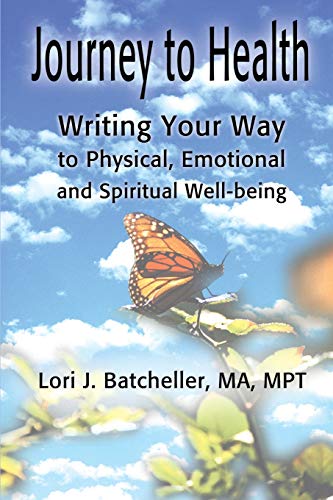 Journey to Health
Writing Your Way
to Physical, Emotional
and Spiritual Well-being
Lori J. Batcheller, MA, MPT